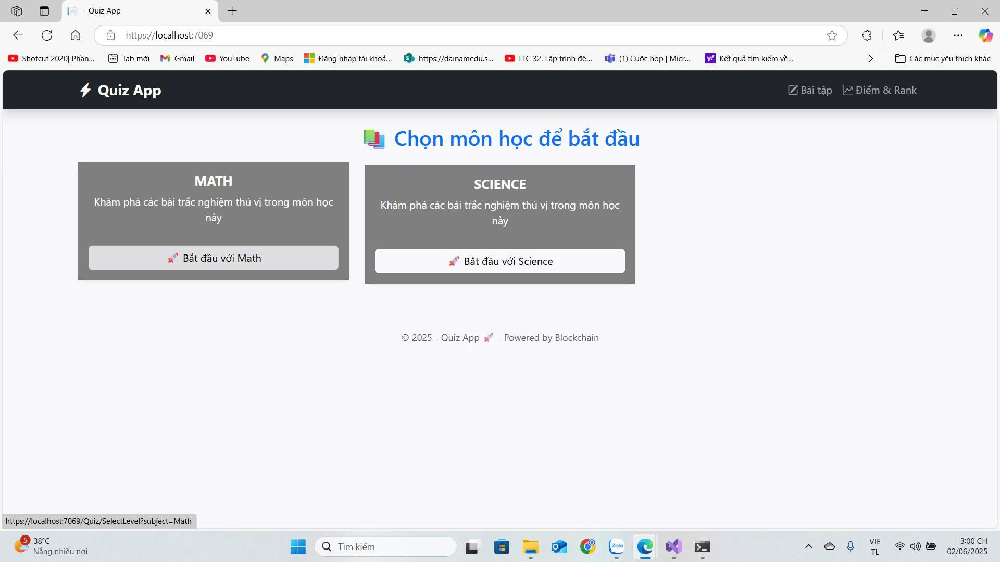 - Quiz App
https://localhost:7069
Shotcut 2020| Phần...
Tab mới
Gmail
YouTube
Maps
Đăng nhập tài khoả...
https://dainamedu.s...
LTC 32. Lập trình đệ...
(1) Cuộc họp | Micr...
Kết quả tìm kiếm về...
Các mục yêu thích khác
Quiz App
Bài tập
Điểm & Rank
Chọn môn học để bắt đầu
MATH
Khám phá các bài trắc nghiệm thú vị trong môn học
này
🚀 Bắt đầu với Math
SCIENCE
Khám phá các bài trắc nghiệm thú vị trong môn học
này
🚀 Bắt đầu với Science
© 2025 - Quiz App 🚀 - Powered by Blockchain
https://localhost:7069/Quiz/SelectLevel?subject=Math
5
38°C
Nắng nhiều nơi
Tìm kiếm
Zalo
VIE
TL
3:00 CH
02/06/2025